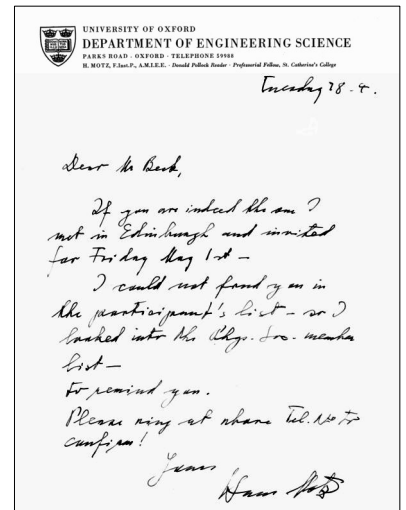 UNIVERSITY OF OXFORD
DEPARTMENT OF ENGINEERING SCIENCE
PARKS ROAD · OXFORD · TELEPHONE 59988
H. MOTZ, F.Inst.P., A.M.I.E.E. · Donald Pollock Reader · Professorial Fellow, St. Catherine's College
Tuesday 28 - 4.
Dear Mr Beck,
If you are indeed the one I
met in Edinburgh and invited
for Friday May 1st —
I could not find you in
the participant's list — so I
looked into the Phys. Soc. member
list —
to remind you.
Please ring at above Tel. No to
confirm!
Yours
Hans Motz